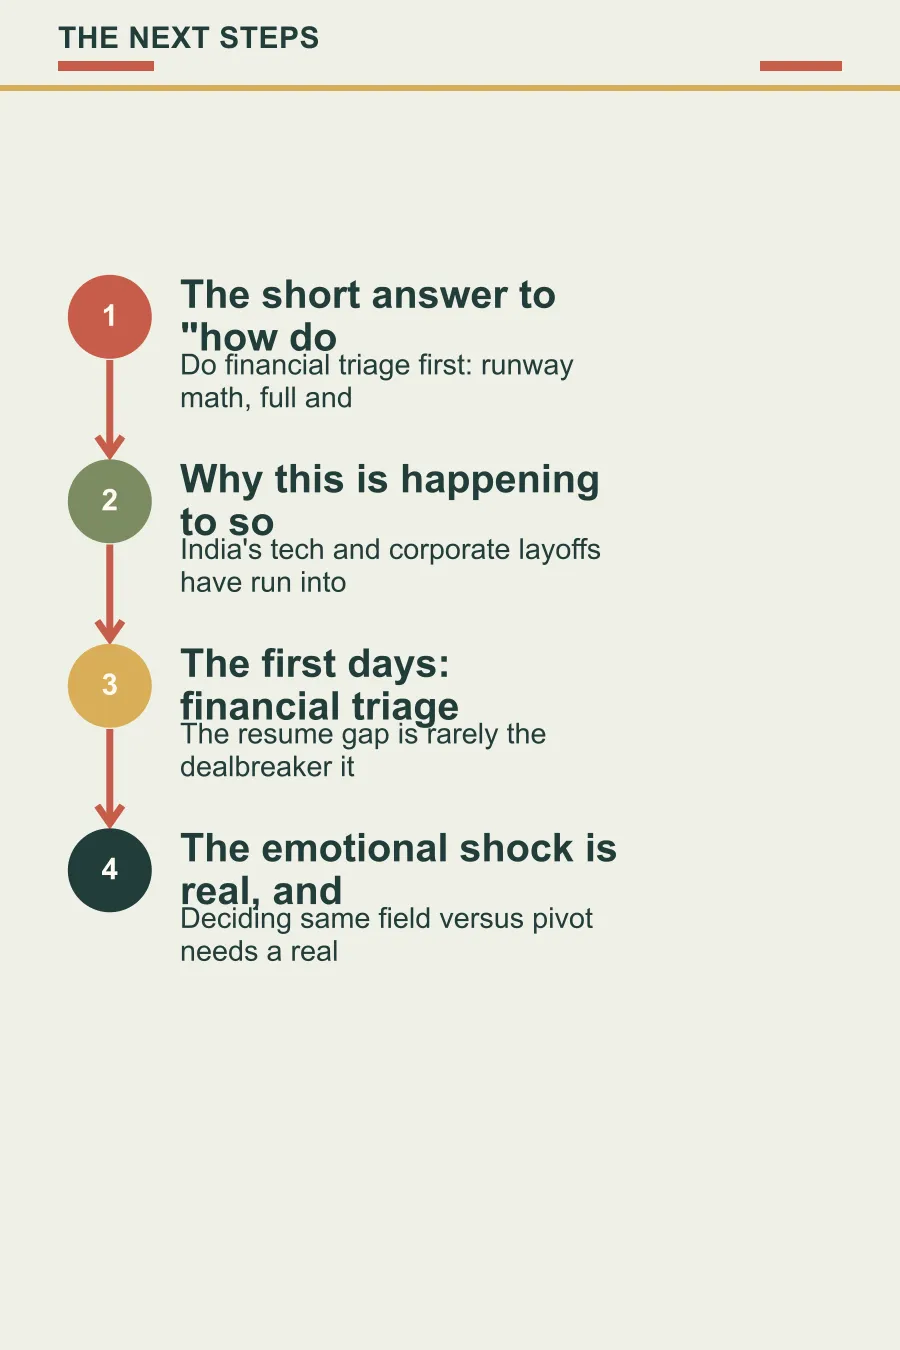 THE NEXT STEPS
1
The short answer to
"how do
Do financial triage first: runway
math, full and
2
Why this is happening
to so
India's tech and corporate layoffs
have run into
3
The first days:
financial triage
The resume gap is rarely the
dealbreaker it
4
The emotional shock is
real, and
Deciding same field versus pivot
needs a real